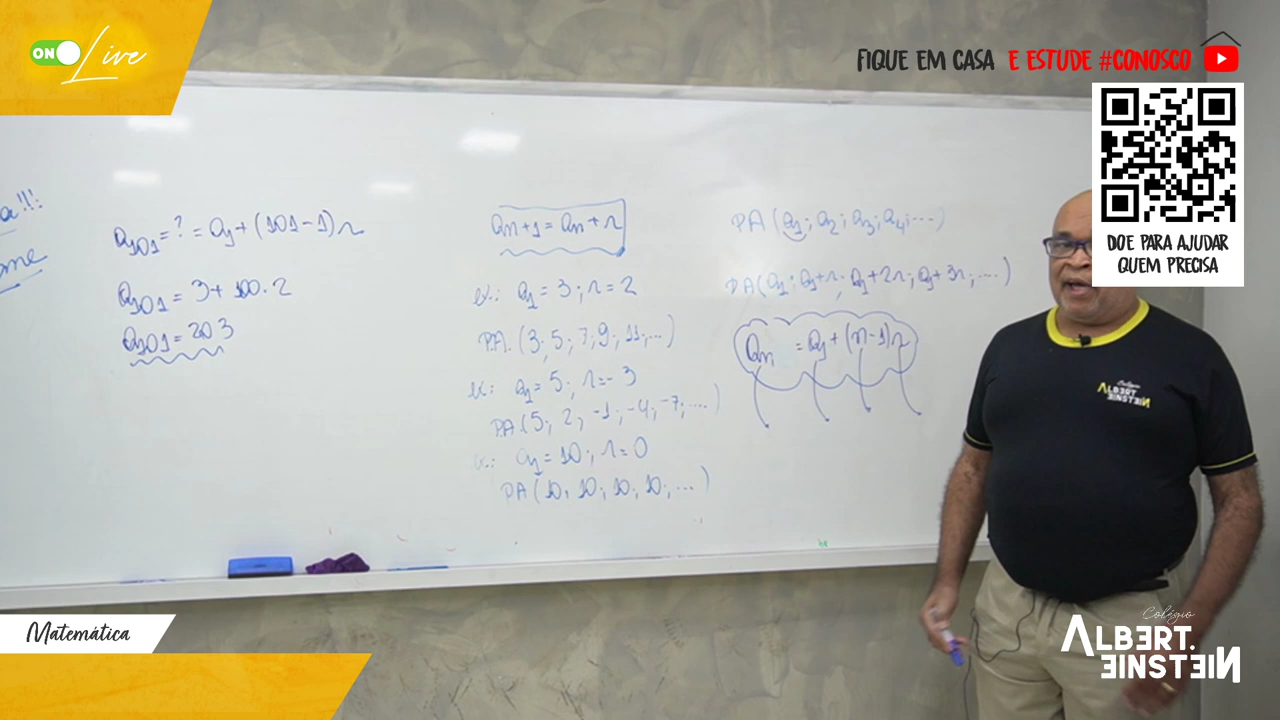 ON Live
FIQUE EM CASA E ESTUDE #CONOSCO
DOE PARA AJUDAR
QUEM PRECISA
a₁₀₁ = ? = a₁ + (101 - 1)r
a₁₀₁ = 3 + 100 . 2
a₁₀₁ = 203
an+1 = an + r
ex.: a₁ = 3 ; r = 2
P.A. (3; 5; 7; 9; 11; ...)
ex.: a₁ = 5 ; r = -3
P.A (5; 2; -1; -4; -7; ....)
a₁ = 10 ; r = 0
PA (10; 10; 10; 10; ...)
PA (a₁; a₂; a₃; a₄; ...)
PA (a₁; a₁+r; a₁+2r; a₁+3r; ....)
an = a₁ + (n-1)r
Colégio
ALBERT.
EINSTEIN
Matemática
Colégio
ALBERT.
EINSTEIN